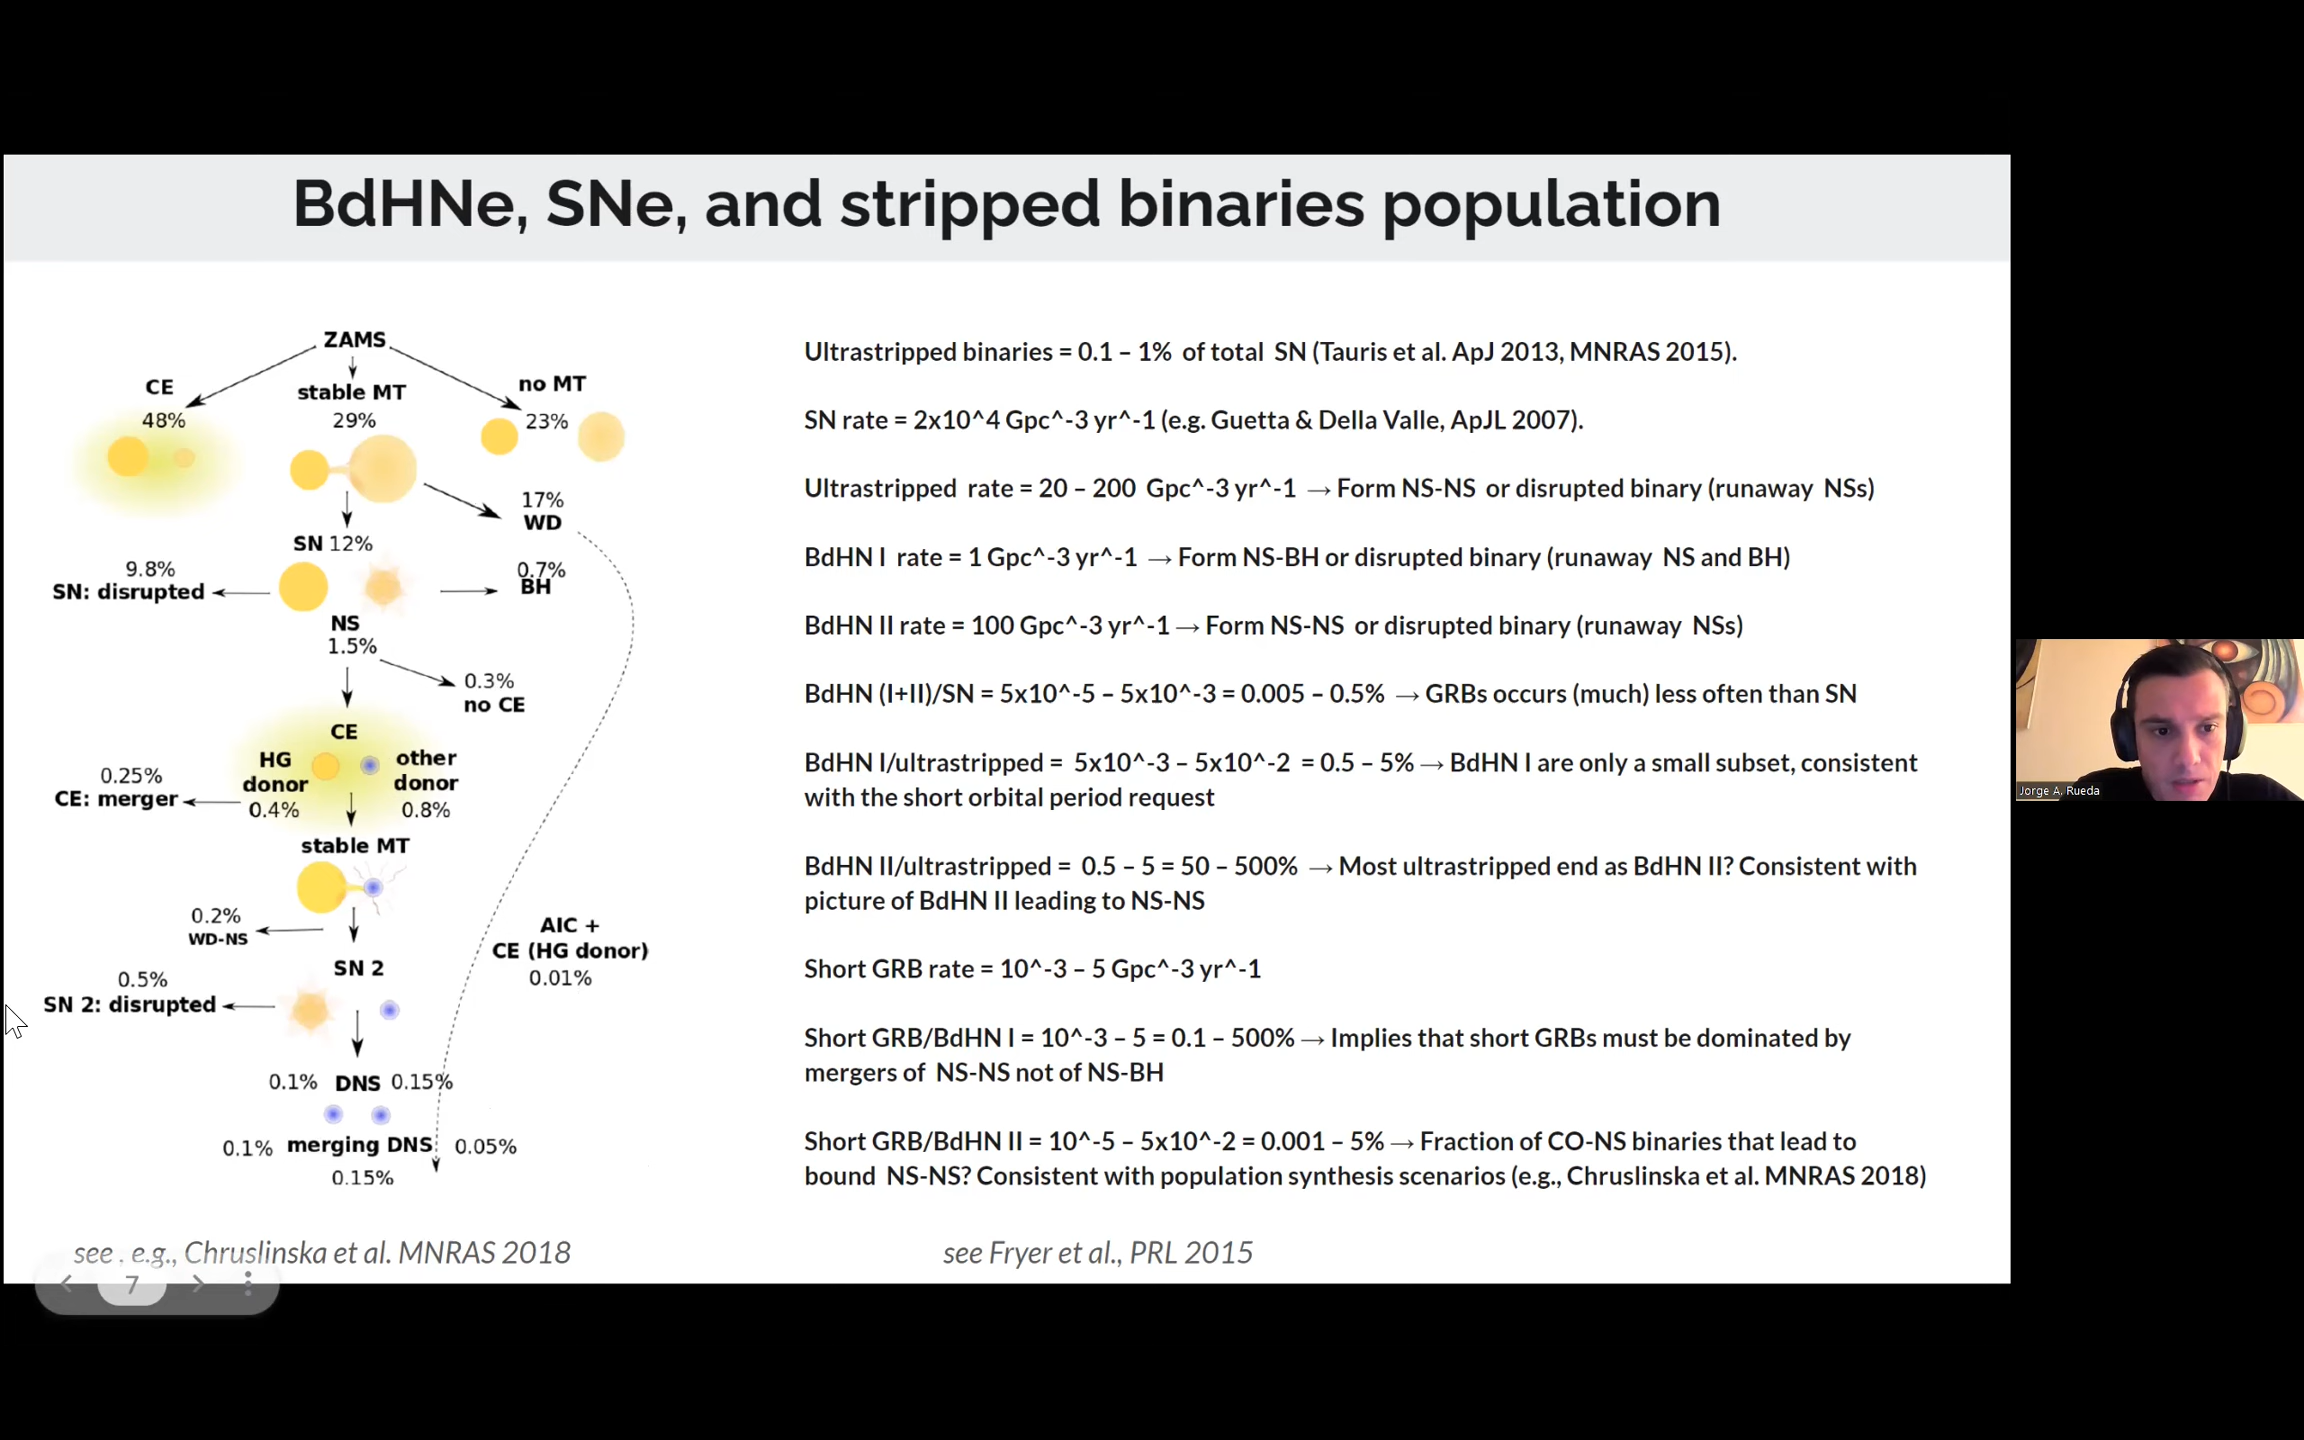 BdHNe, SNe, and stripped binaries population
ZAMS
CE
48%
stable MT
29%
no MT
23%
17%
WD
SN 12%
9.8%
SN: disrupted
0.7%
BH
NS
1.5%
0.3%
no CE
CE
HG
donor
0.4%
other
donor
0.8%
0.25%
CE: merger
stable MT
0.2%
WD-NS
AIC +
CE (HG donor)
0.01%
SN 2
0.5%
SN 2: disrupted
0.1% DNS 0.15%
0.1% merging DNS 0.05%
0.15%
see , e.g., Chruslinska et al. MNRAS 2018
7
Ultrastripped binaries = 0.1 – 1% of total SN (Tauris et al. ApJ 2013, MNRAS 2015).
SN rate = 2x10^4 Gpc^-3 yr^-1 (e.g. Guetta & Della Valle, ApJL 2007).
Ultrastripped rate = 20 – 200 Gpc^-3 yr^-1 → Form NS-NS or disrupted binary (runaway NSs)
BdHN I rate = 1 Gpc^-3 yr^-1 → Form NS-BH or disrupted binary (runaway NS and BH)
BdHN II rate = 100 Gpc^-3 yr^-1 → Form NS-NS or disrupted binary (runaway NSs)
BdHN (I+II)/SN = 5x10^-5 – 5x10^-3 = 0.005 – 0.5% → GRBs occurs (much) less often than SN
BdHN I/ultrastripped = 5x10^-3 – 5x10^-2 = 0.5 – 5% → BdHN I are only a small subset, consistent
with the short orbital period request
BdHN II/ultrastripped = 0.5 – 5 = 50 – 500% → Most ultrastripped end as BdHN II? Consistent with
picture of BdHN II leading to NS-NS
Short GRB rate = 10^-3 – 5 Gpc^-3 yr^-1
Short GRB/BdHN I = 10^-3 – 5 = 0.1 – 500% → Implies that short GRBs must be dominated by
mergers of NS-NS not of NS-BH
Short GRB/BdHN II = 10^-5 – 5x10^-2 = 0.001 – 5% → Fraction of CO-NS binaries that lead to
bound NS-NS? Consistent with population synthesis scenarios (e.g., Chruslinska et al. MNRAS 2018)
see Fryer et al., PRL 2015
Jorge A. Rueda